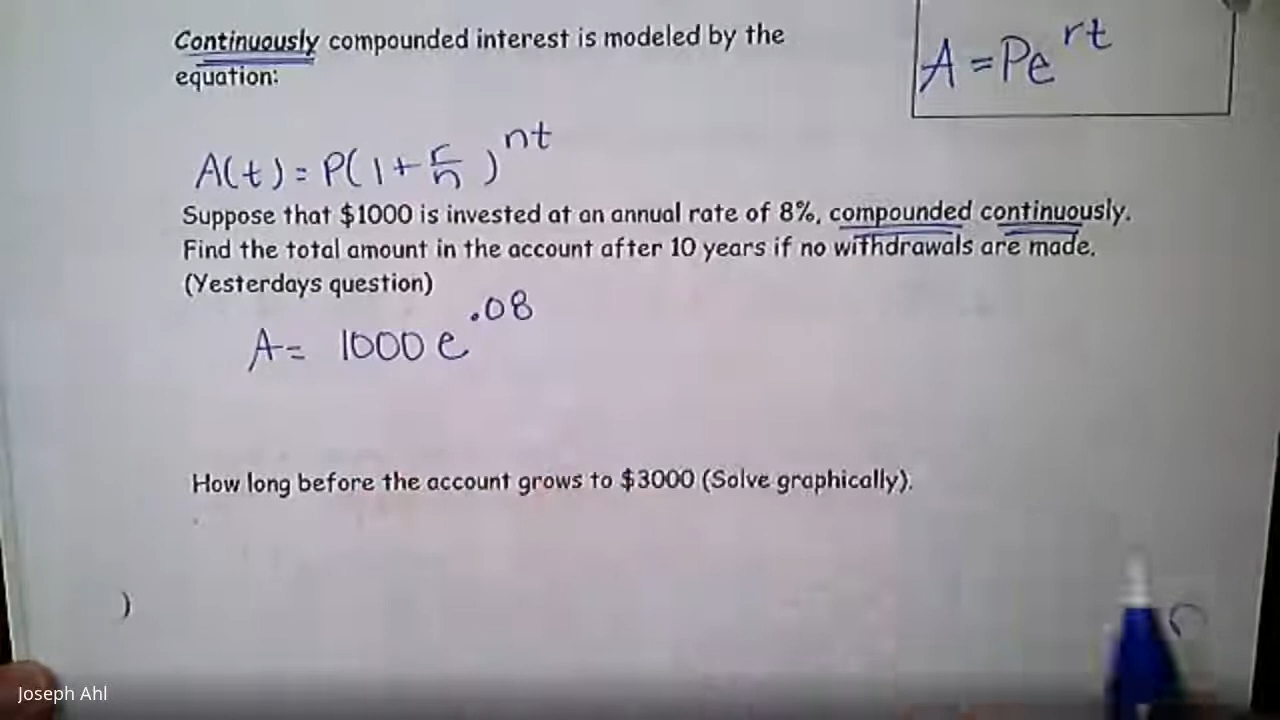 Continuously compounded interest is modeled by the
equation:
A = Pe^rt
A(t) = P(1 + r/n)^nt
Suppose that $1000 is invested at an annual rate of 8%, compounded continuously.
Find the total amount in the account after 10 years if no withdrawals are made.
(Yesterdays question)
A = 1000 e^.08
How long before the account grows to $3000 (Solve graphically).
)
Joseph Ahl